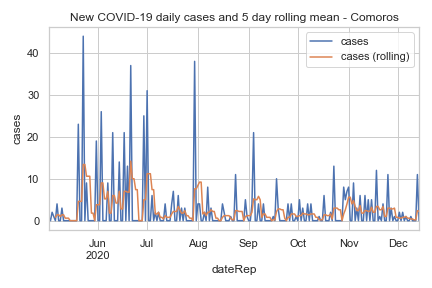 New COVID-19 daily cases and 5 day rolling mean - Comoros
cases
cases (rolling)
40
30
20
10
0
cases
Jun Jul Aug Sep Oct Nov Dec
2020
dateRep